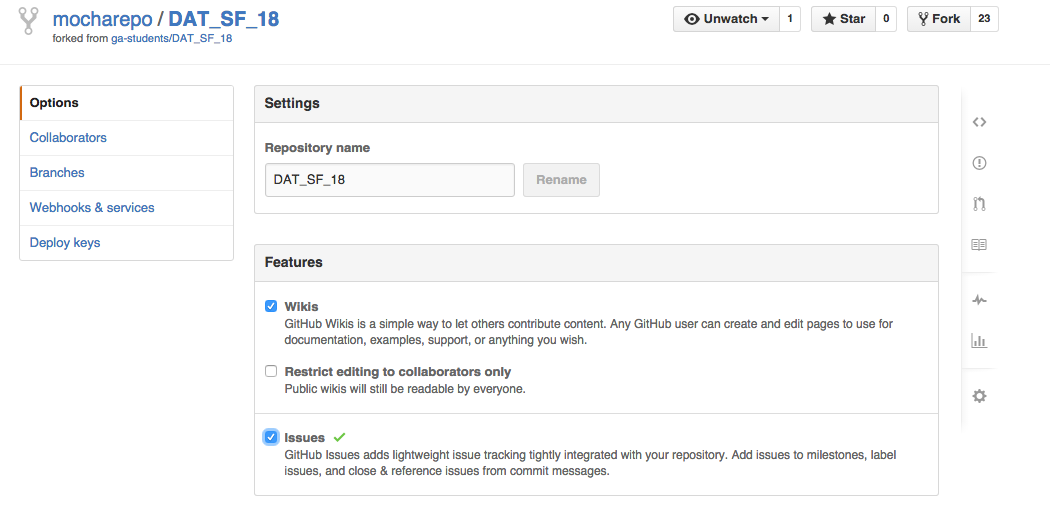 mocharepo / DAT_SF_18
forked from ga-students/DAT_SF_18
Unwatch 1 Star 0 Fork 23
Options
Collaborators
Branches
Webhooks & services
Deploy keys
Settings
Repository name
DAT_SF_18 Rename
Features
Wikis
GitHub Wikis is a simple way to let others contribute content. Any GitHub user can create and edit pages to use for
documentation, examples, support, or anything you wish.
Restrict editing to collaborators only
Public wikis will still be readable by everyone.
Issues
GitHub Issues adds lightweight issue tracking tightly integrated with your repository. Add issues to milestones, label
issues, and close & reference issues from commit messages.